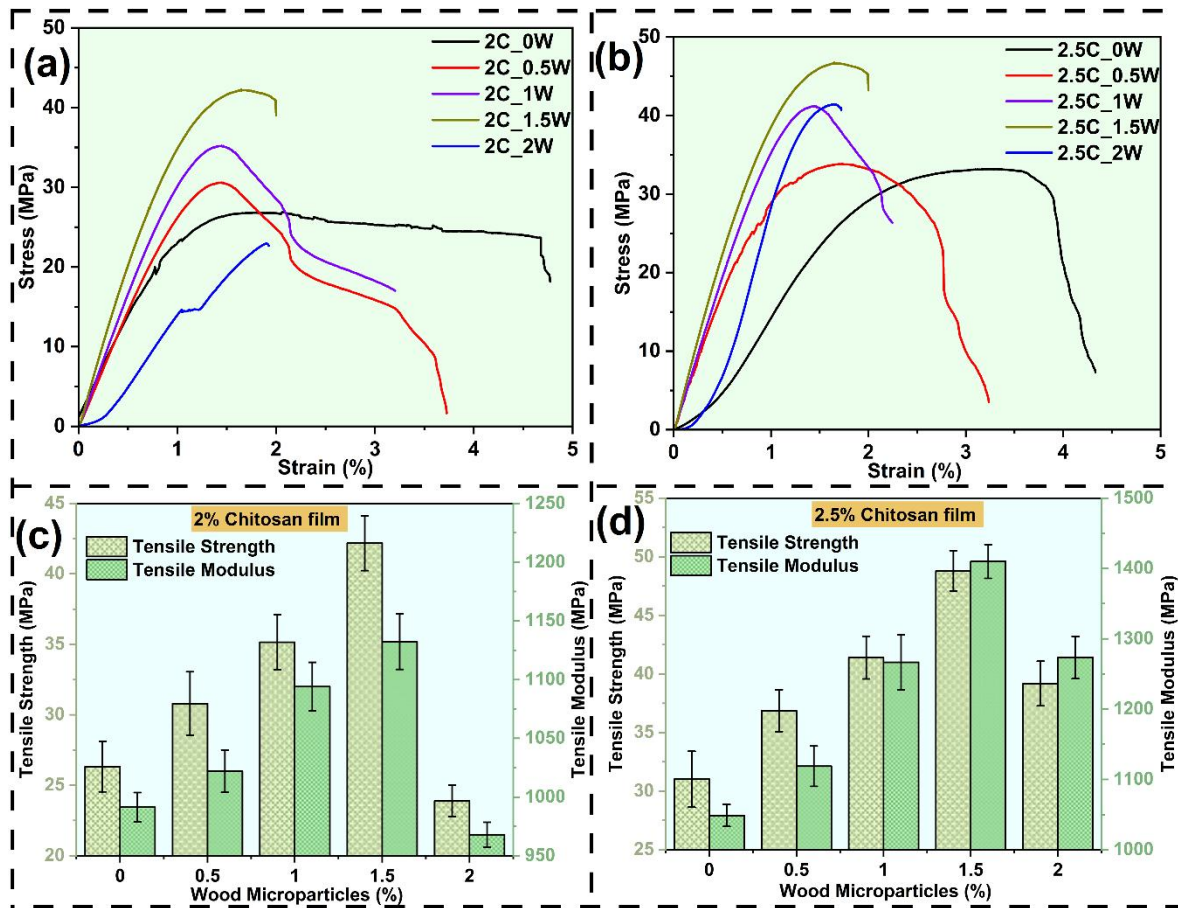 (a)
50
40
30
20
10
0
Stress (MPa)
2C_0W
2C_0.5W
2C_1W
2C_1.5W
2C_2W
0 1 2 3 4 5
Strain (%)
(b)
50
40
30
20
10
0
Stress (MPa)
2.5C_0W
2.5C_0.5W
2.5C_1W
2.5C_1.5W
2.5C_2W
0 1 2 3 4 5
Strain (%)
(c)
2% Chitosan film
Tensile Strength
Tensile Modulus
45
40
35
30
25
20
Tensile Strength (MPa)
1250
1200
1150
1100
1050
1000
950
Tensile Modulus (MPa)
0 0.5 1 1.5 2
Wood Microparticles (%)
(d)
2.5% Chitosan film
Tensile Strength
Tensile Modulus
55
50
45
40
35
30
25
Tensile Strength (MPa)
1500
1400
1300
1200
1100
1000
Tensile Modulus (MPa)
0 0.5 1 1.5 2
Wood Microparticles (%)